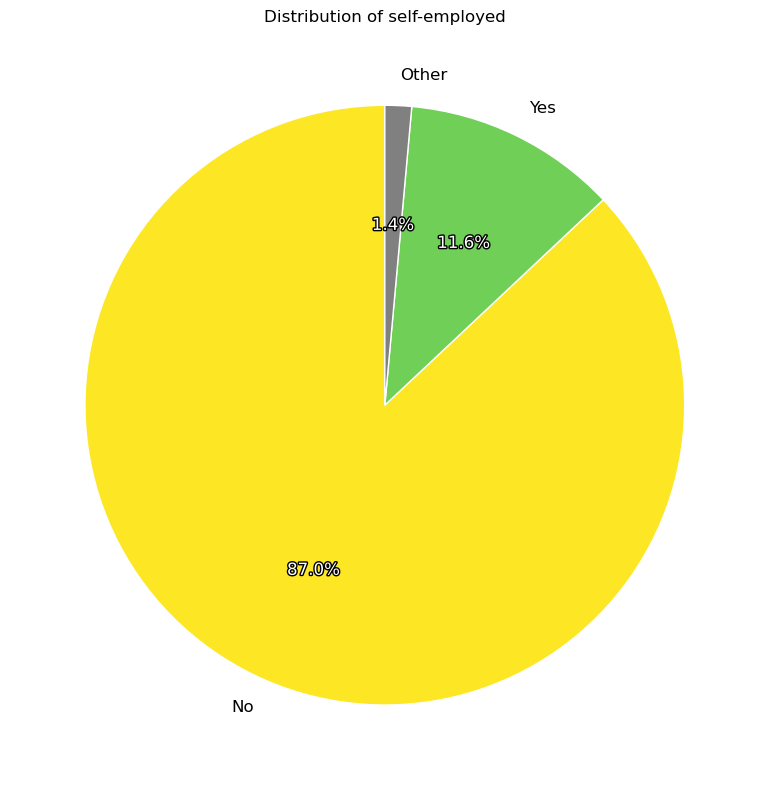 Distribution of self-employed
Other
Yes
1.4%
11.6%
87.0%
No